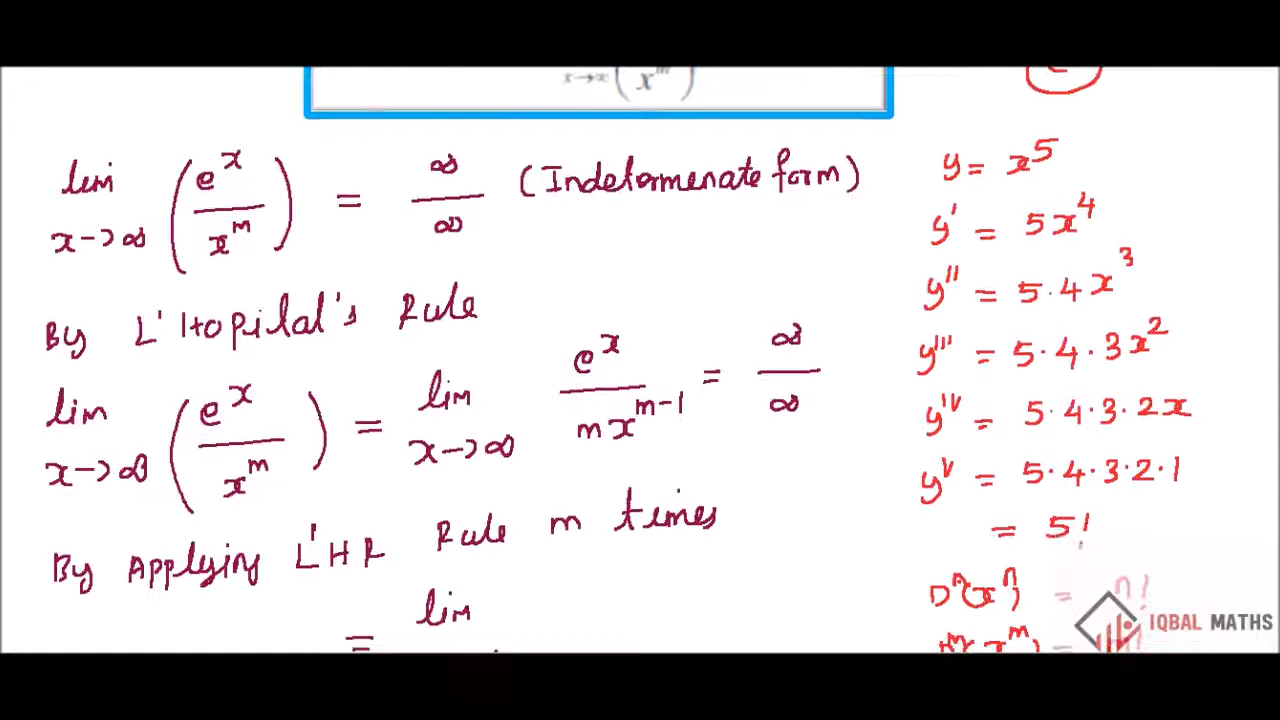 x→∞ (x^m)
lim x→∞ (e^x / x^m) = ∞/∞ (Indetermenate form)
By L'Hopital's Rule
lim x→∞ (e^x / x^m) = lim x→∞ e^x / mx^(m-1) = ∞/∞
By Applying L'HR Rule m times
= lim
y = x^5
y' = 5x^4
y'' = 5·4x^3
y''' = 5·4·3x^2
y^IV = 5·4·3·2x
y^V = 5·4·3·2·1
= 5!
D^n(x^n) = n!
IQBAL MATHS